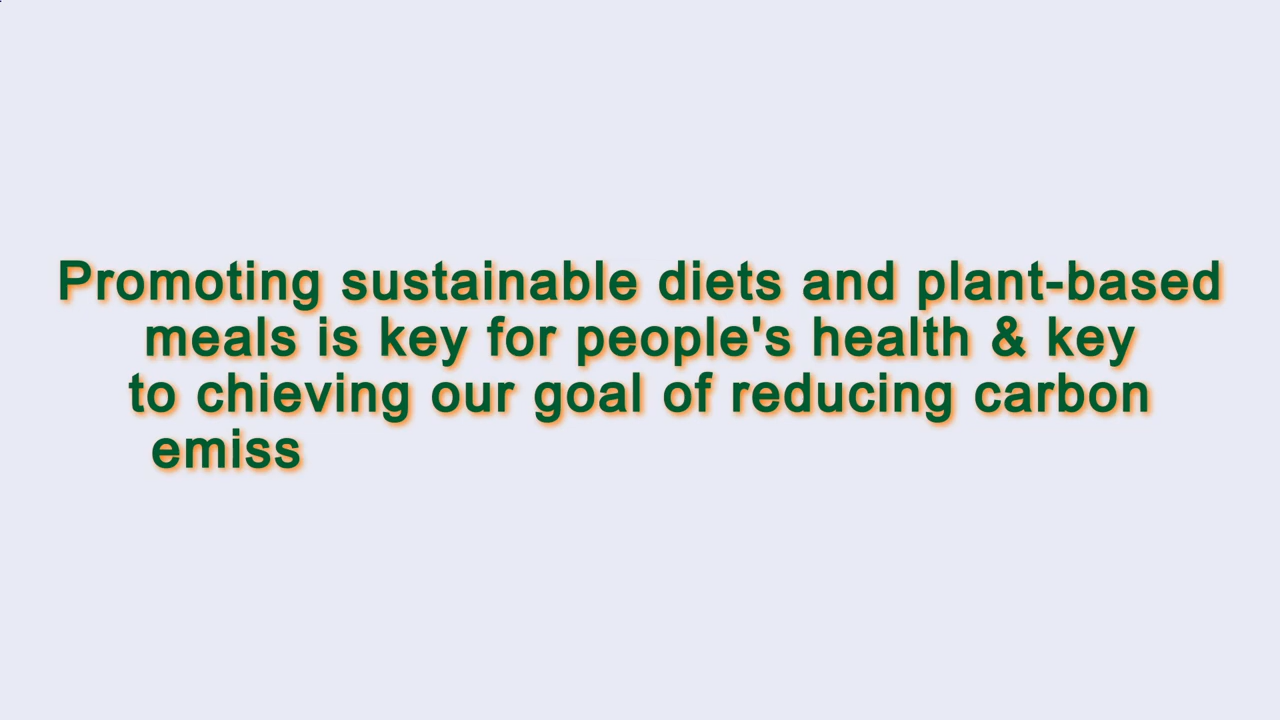 Promoting sustainable diets and plant-based
meals is key for people's health & key
to chieving our goal of reducing carbon
emiss